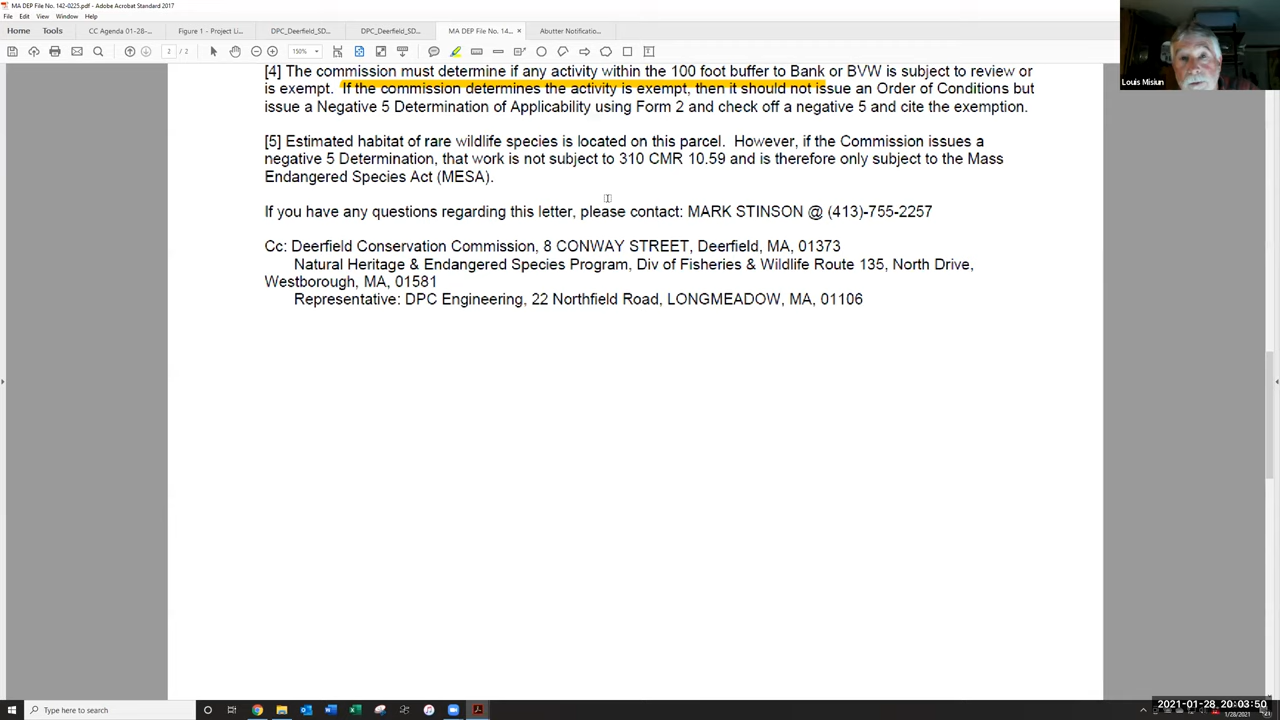 MA DEP File No. 142-0225.pdf - Adobe Acrobat Standard 2017
File Edit View Window Help
Home Tools CC Agenda 01-28-... Figure 1 - Project Li... DPC_Deerfield_SD... DPC_Deerfield_SD... MA DEP File No. 14... × Abutter Notificatio...
2 / 2 150%
[4] The commission must determine if any activity within the 100 foot buffer to Bank or BVW is subject to review or
is exempt. If the commission determines the activity is exempt, then it should not issue an Order of Conditions but
issue a Negative 5 Determination of Applicability using Form 2 and check off a negative 5 and cite the exemption.
[5] Estimated habitat of rare wildlife species is located on this parcel. However, if the Commission issues a
negative 5 Determination, that work is not subject to 310 CMR 10.59 and is therefore only subject to the Mass
Endangered Species Act (MESA).
If you have any questions regarding this letter, please contact: MARK STINSON @ (413)-755-2257
Cc: Deerfield Conservation Commission, 8 CONWAY STREET, Deerfield, MA, 01373
Natural Heritage & Endangered Species Program, Div of Fisheries & Wildlife Route 135, North Drive,
Westborough, MA, 01581
Representative: DPC Engineering, 22 Northfield Road, LONGMEADOW, MA, 01106
Louis Misiun
Type here to search
2021-01-28 20:03:50
1/28/2021